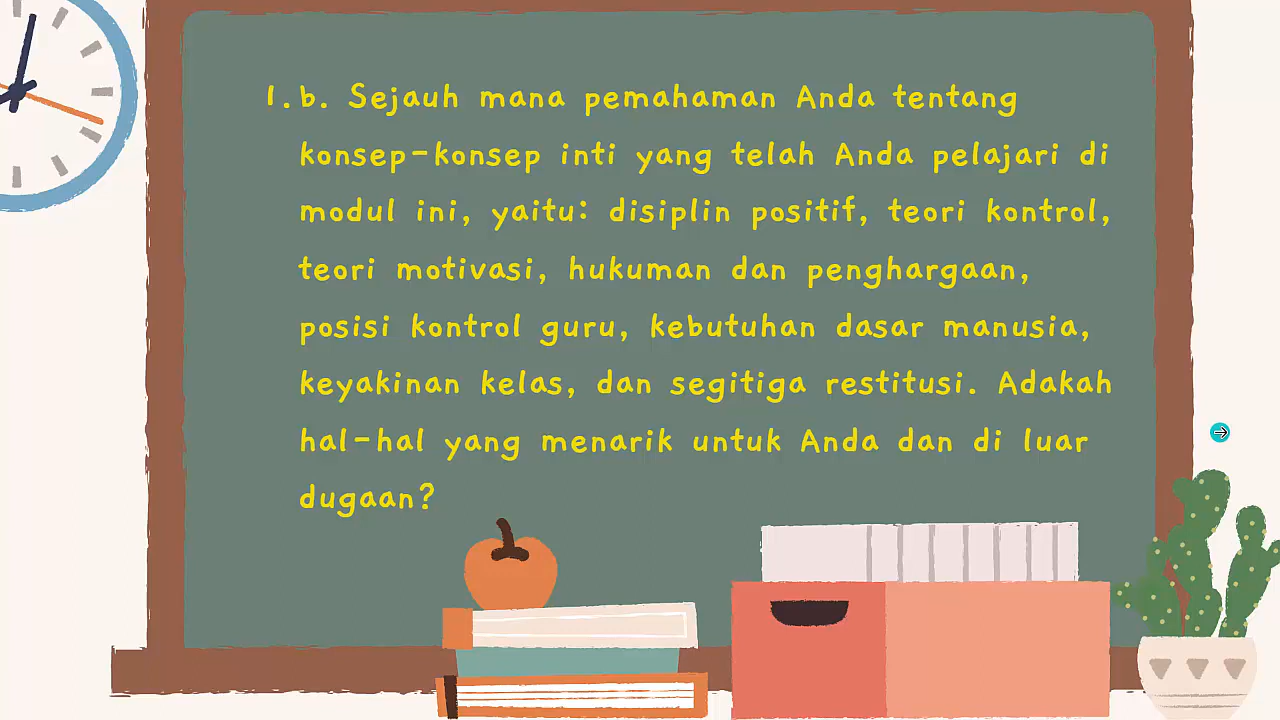 1.b. Sejauh mana pemahaman Anda tentang
konsep-konsep inti yang telah Anda pelajari di
modul ini, yaitu: disiplin positif, teori kontrol,
teori motivasi, hukuman dan penghargaan,
posisi kontrol guru, kebutuhan dasar manusia,
keyakinan kelas, dan segitiga restitusi. Adakah
hal-hal yang menarik untuk Anda dan di luar
dugaan?